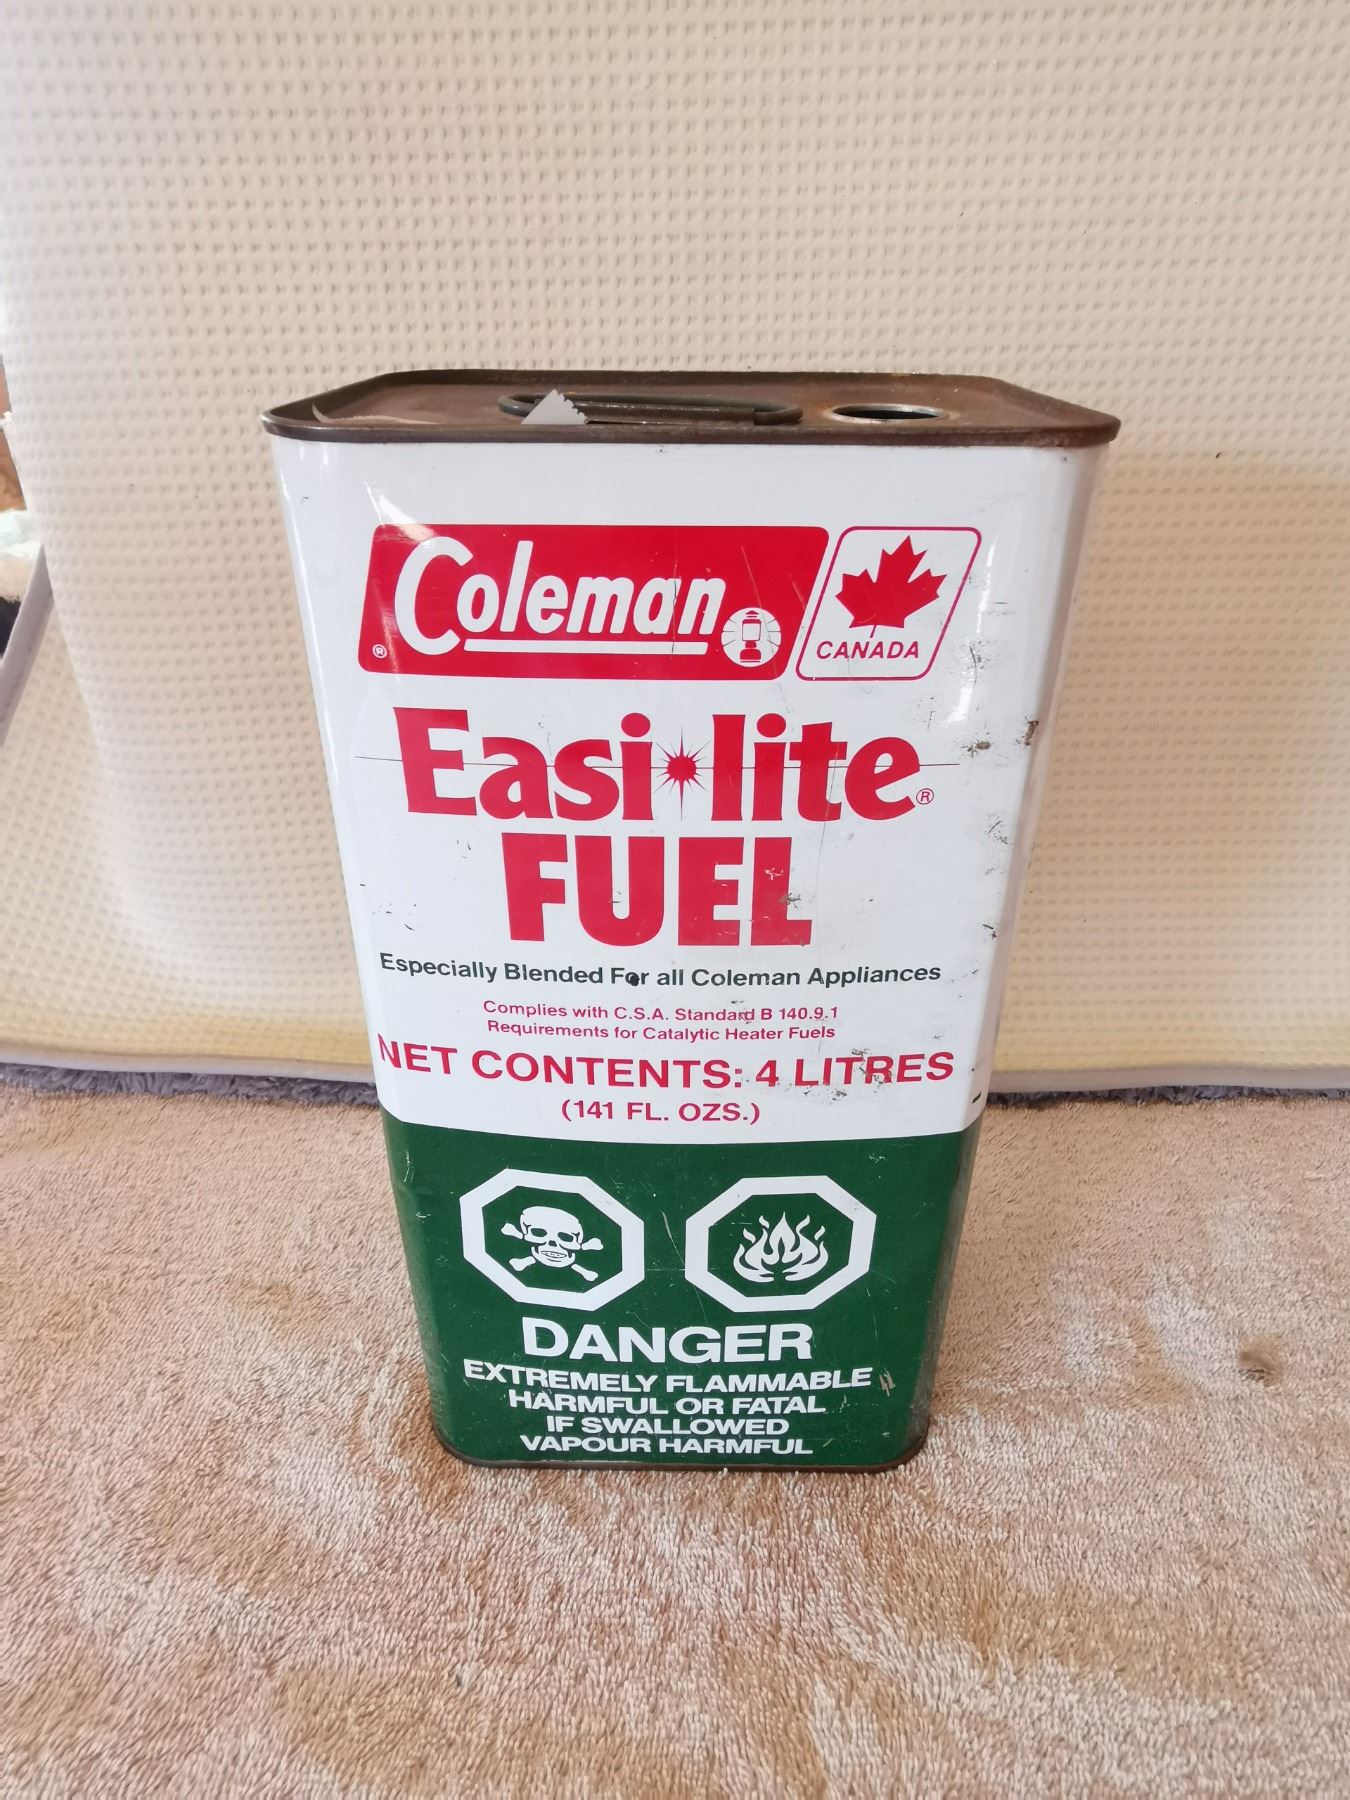 Coleman
®
CANADA
Easi-lite®
FUEL
Especially Blended For all Coleman Appliances
Complies with C.S.A. Standard B 140.9.1
Requirements for Catalytic Heater Fuels
NET CONTENTS: 4 LITRES
(141 FL. OZS.)
DANGER
EXTREMELY FLAMMABLE
HARMFUL OR FATAL
IF SWALLOWED
VAPOUR HARMFUL